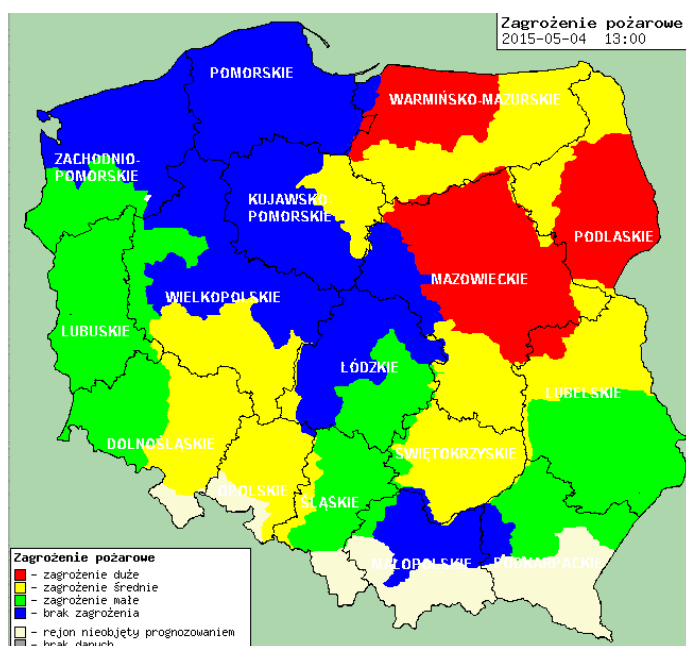 Zagrożenie pożarowe
2015-05-04 13:00
POMORSKIE
WARMIŃSKO-MAZURSKIE
ZACHODNIO-
POMORSKIE
KUJAWSKO-
POMORSKIE
PODLASKIE
MAZOWIECKIE
WIELKOPOLSKIE
LUBUSKIE
ŁÓDZKIE
LUBELSKIE
DOLNOŚLĄSKIE
ŚWIĘTOKRZYSKIE
OPOLSKIE
ŚLĄSKIE
MAŁOPOLSKIE
PODKARPACKIE
Zagrożenie pożarowe
- zagrożenie duże
- zagrożenie średnie
- zagrożenie małe
- brak zagrożenia
- rejon nieobjęty prognozowaniem
- brak danych